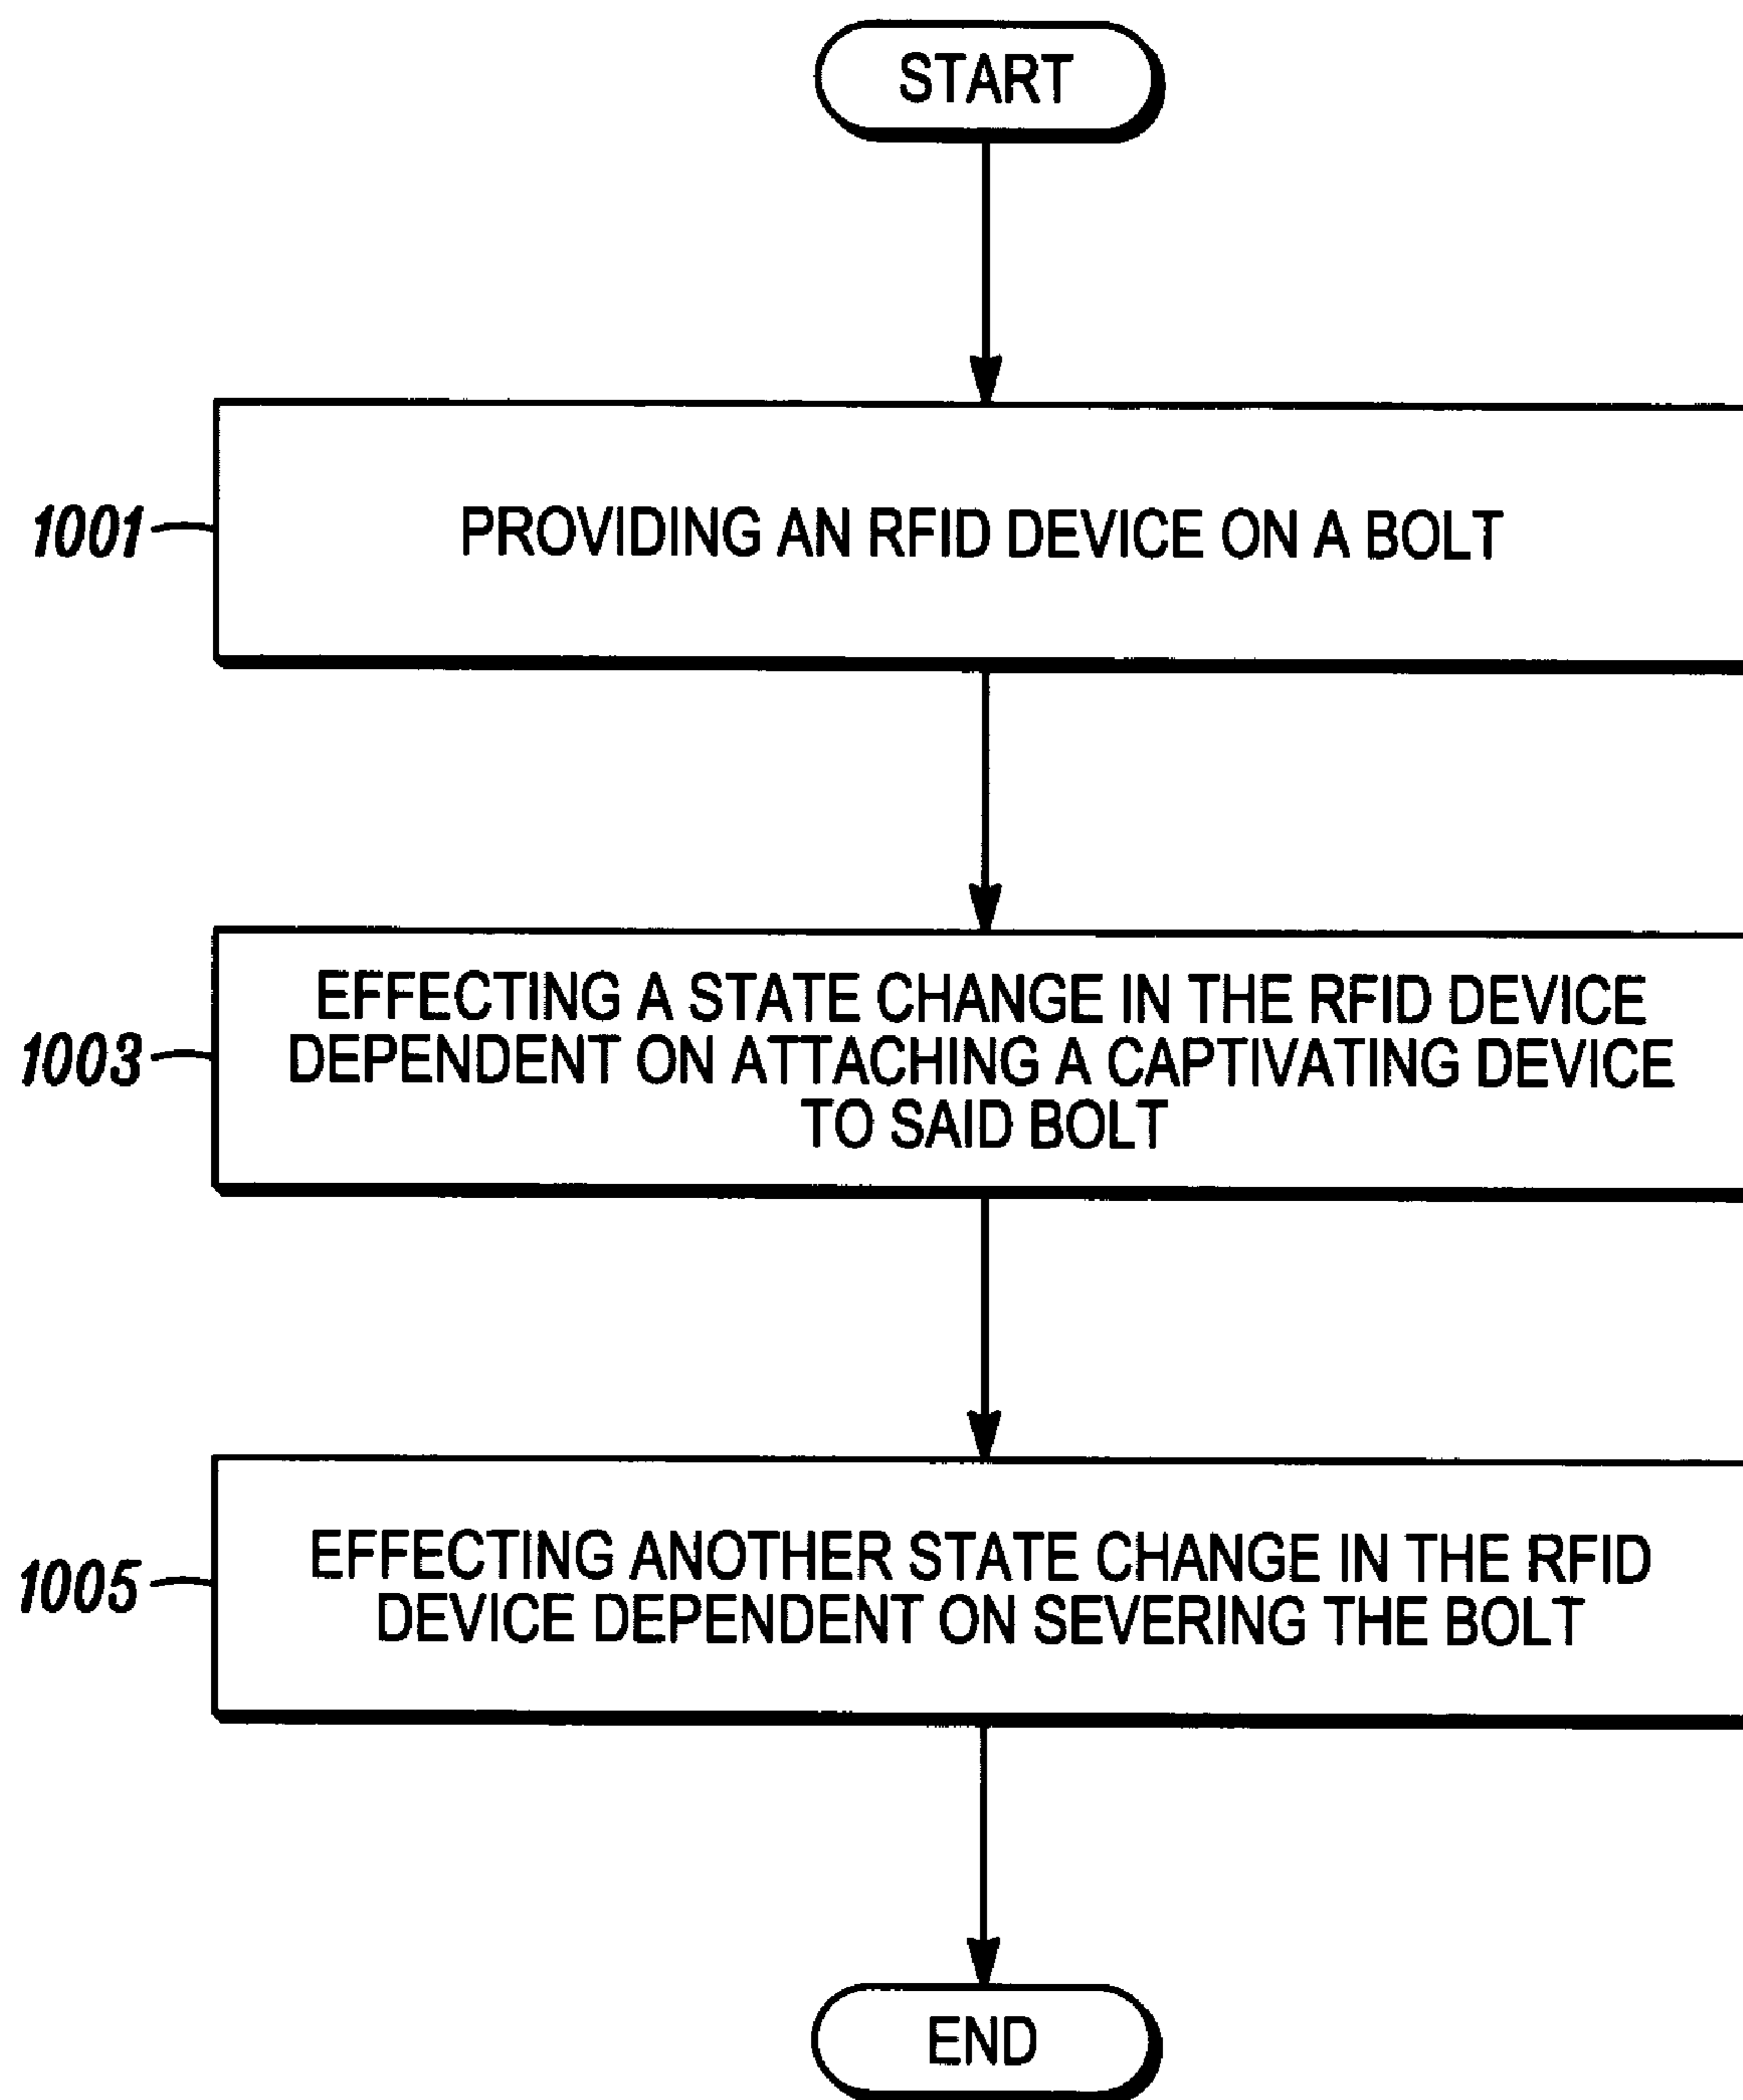 START
1001
PROVIDING AN RFID DEVICE ON A BOLT
1003
EFFECTING A STATE CHANGE IN THE RFID DEVICE
DEPENDENT ON ATTACHING A CAPTIVATING DEVICE
TO SAID BOLT
1005
EFFECTING ANOTHER STATE CHANGE IN THE RFID
DEVICE DEPENDENT ON SEVERING THE BOLT
END